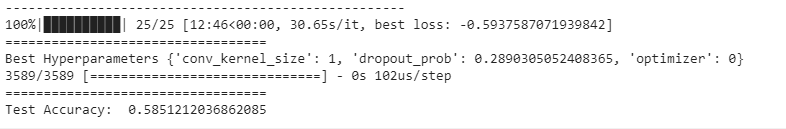 --------------------------------------------------
100%|██████████| 25/25 [12:46<00:00, 30.65s/it, best loss: -0.5937587071939842]
=================================
Best Hyperparameters {'conv_kernel_size': 1, 'dropout_prob': 0.2890305052408365, 'optimizer': 0}
3589/3589 [==============================] - 0s 102us/step
=================================
Test Accuracy:  0.5851212036862085